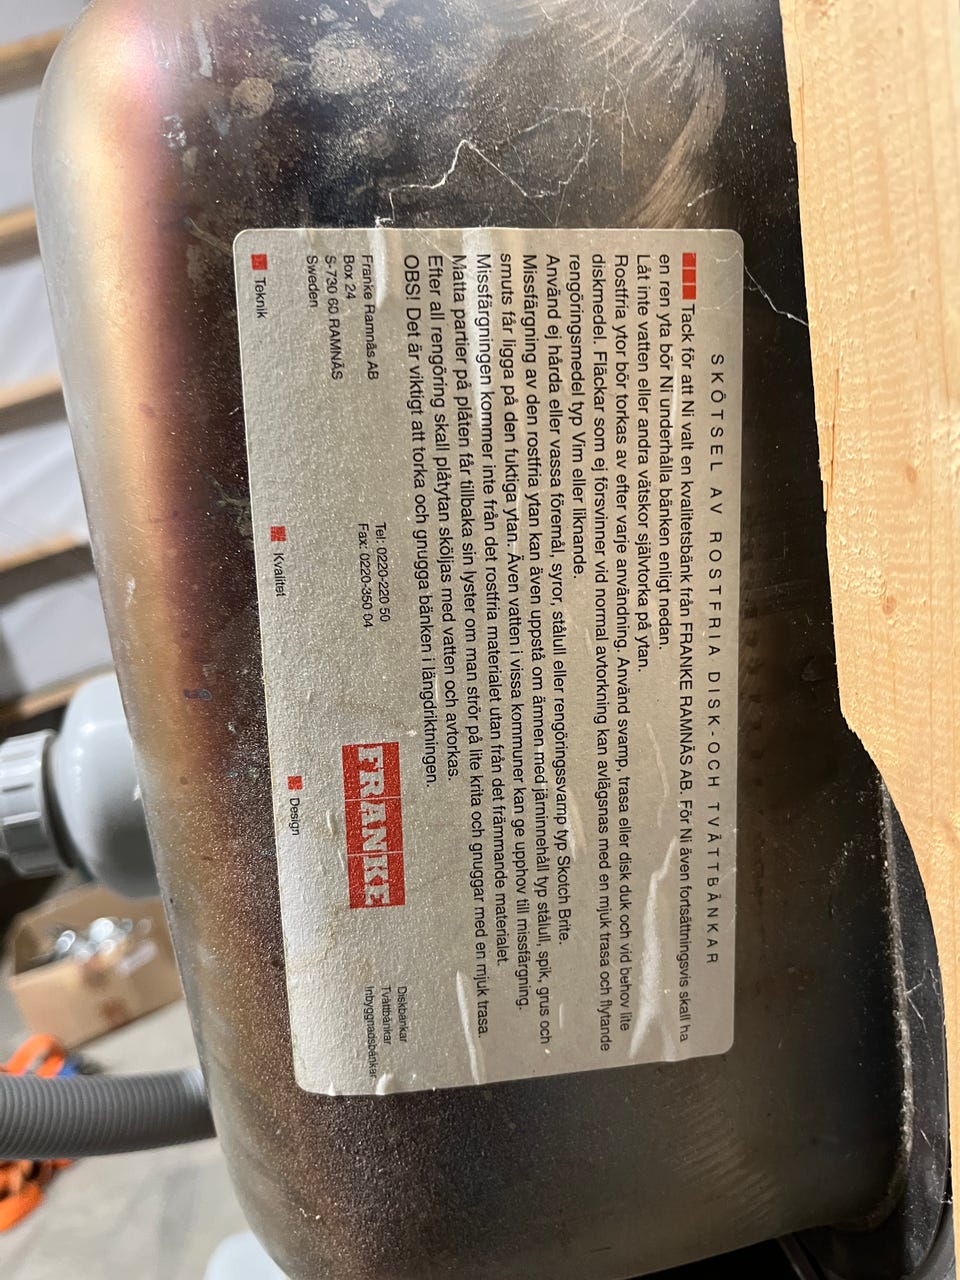 SKÖTSEL AV ROSTFRIA DISK-OCH TVÄTTBÄNKAR
Tack för att Ni valt en kvalitetsbänk från FRANKE RAMNÄS AB. För Ni även fortsättningsvis skall ha
en ren yta bör Ni underhålla bänken enligt nedan.
Låt inte vatten eller andra vätskor självtorka på ytan.
Rostfria ytor bör torkas av efter varje användning. Använd svamp, trasa eller disk duk och vid behov lite
diskmedel. Fläckar som ej försvinner vid normal avtorkning kan avlägsnas med en mjuk trasa och flytande
rengöringsmedel typ Vim eller liknande.
Använd ej hårda eller vassa föremål, syror, stålull eller rengöringssvamp typ Skotch Brite.
Missfärgning av den rostfria ytan kan även uppstå om ämnen med järninnehåll typ stålull, spik, grus och
smuts får ligga på den fuktiga ytan. Även vatten i vissa kommuner kan ge upphov till missfärgning.
Missfärgningen kommer inte från det rostfria materialet utan från det främmande materialet.
Matta partier på plåten får tillbaka sin lyster om man strör på lite krita och gnuggar med en mjuk trasa.
Efter all rengöring skall plåtytan sköljas med vatten och avtorkas.
OBS! Det är viktigt att torka och gnugga bänken i längdriktningen.
Franke Ramnäs AB
Box 24
S-730 60 RAMNÄS
Sweden
Tel: 0220-220 50
Fax: 0220-350 04
FRANKE
Diskbänkar
Tvättbänkar
Inbyggnadsbänkar
Teknik
Kvalitet
Design